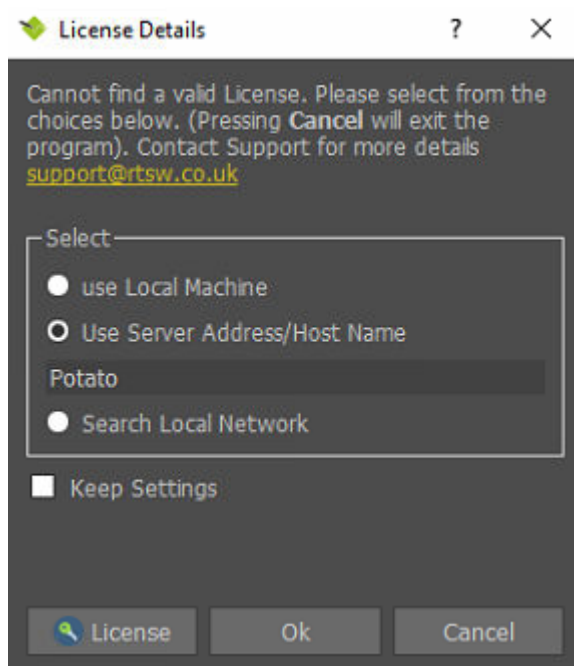 License Details
?
Cannot find a valid License. Please select from the
choices below. (Pressing Cancel will exit the
program). Contact Support for more details
support@rtsw.co.uk
Select
use Local Machine
Use Server Address/Host Name
Potato
Search Local Network
Keep Settings
License
Ok
Cancel